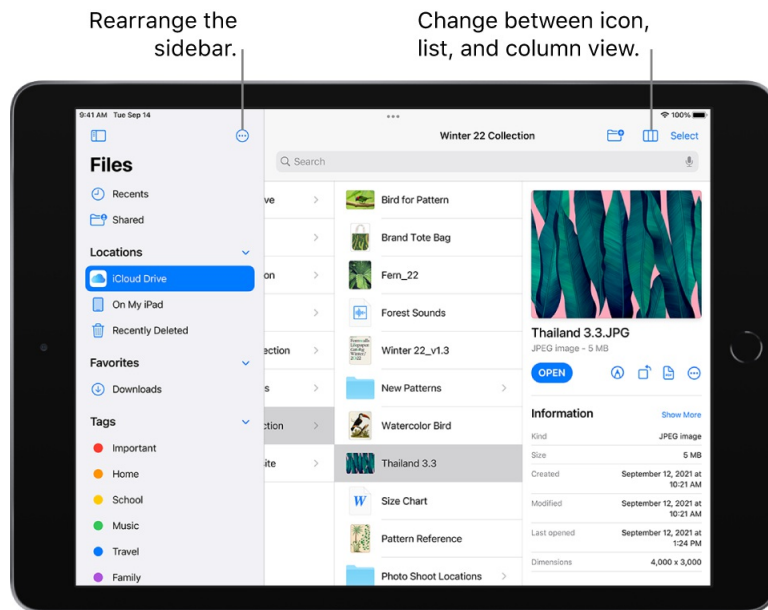 Rearrange the
sidebar.
Change between icon,
list, and column view.
9:41 AM Tue Sep 14
100%
Winter 22 Collection
Select
Files
Search
Recents
Shared
Locations
iCloud Drive
On My iPad
Recently Deleted
Favorites
Downloads
Tags
Important
Home
School
Music
Travel
Family
ve
on
ection
s
ction
ite
Bird for Pattern
Brand Tote Bag
Fern_22
Forest Sounds
Winter 22_v1.3
New Patterns
Watercolor Bird
Thailand 3.3
W
Size Chart
Pattern Reference
Photo Shoot Locations
Thailand 3.3.JPG
JPEG image - 5 MB
OPEN
Information
Show More
Kind
JPEG image
Size
5 MB
Created
September 12, 2021 at
10:21 AM
Modified
September 12, 2021 at
10:21 AM
Last opened
September 12, 2021 at
1:24 PM
Dimensions
4,000 x 3,000